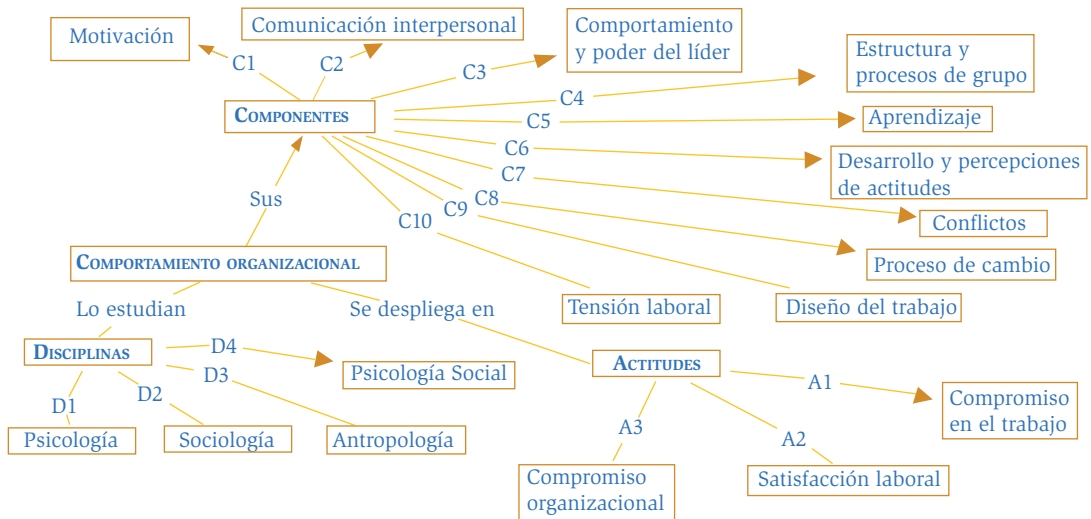 Motivación
Comunicación interpersonal
Comportamiento
y poder del líder
Estructura y
procesos de grupo
C1
C2
C3
C4
COMPONENTES
C5
Aprendizaje
C6
Desarrollo y percepciones
de actitudes
C7
C8
C9
C10
Conflictos
Sus
Proceso de cambio
COMPORTAMIENTO ORGANIZACIONAL
Tensión laboral
Diseño del trabajo
Lo estudian
Se despliega en
DISCIPLINAS
D4
Psicología Social
D3
D2
D1
Psicología
Sociología
Antropología
ACTITUDES
A1
Compromiso
en el trabajo
A3
A2
Compromiso
organizacional
Satisfacción laboral